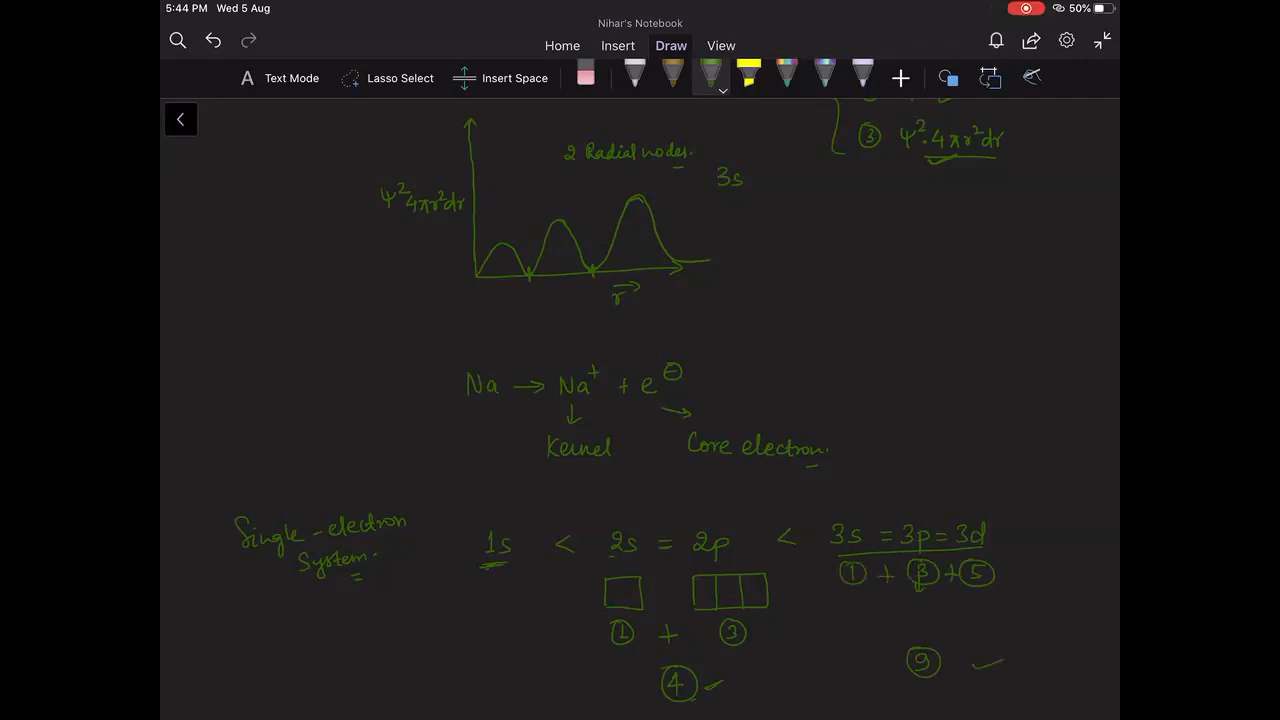 5:44 PM Wed 5 Aug
50%
Nihar's Notebook
Home Insert Draw View
Text Mode Lasso Select Insert Space
③ ψ²·4πr²dr
2 Radial nodes.
3s
ψ²4πr²dr
r
Na → Na⁺ + e⊖
Kernel Core electron.
Single-electron
System.
1s < 2s = 2p < 3s = 3p = 3d
① + ③ + ⑤
① + ③
⑨
④